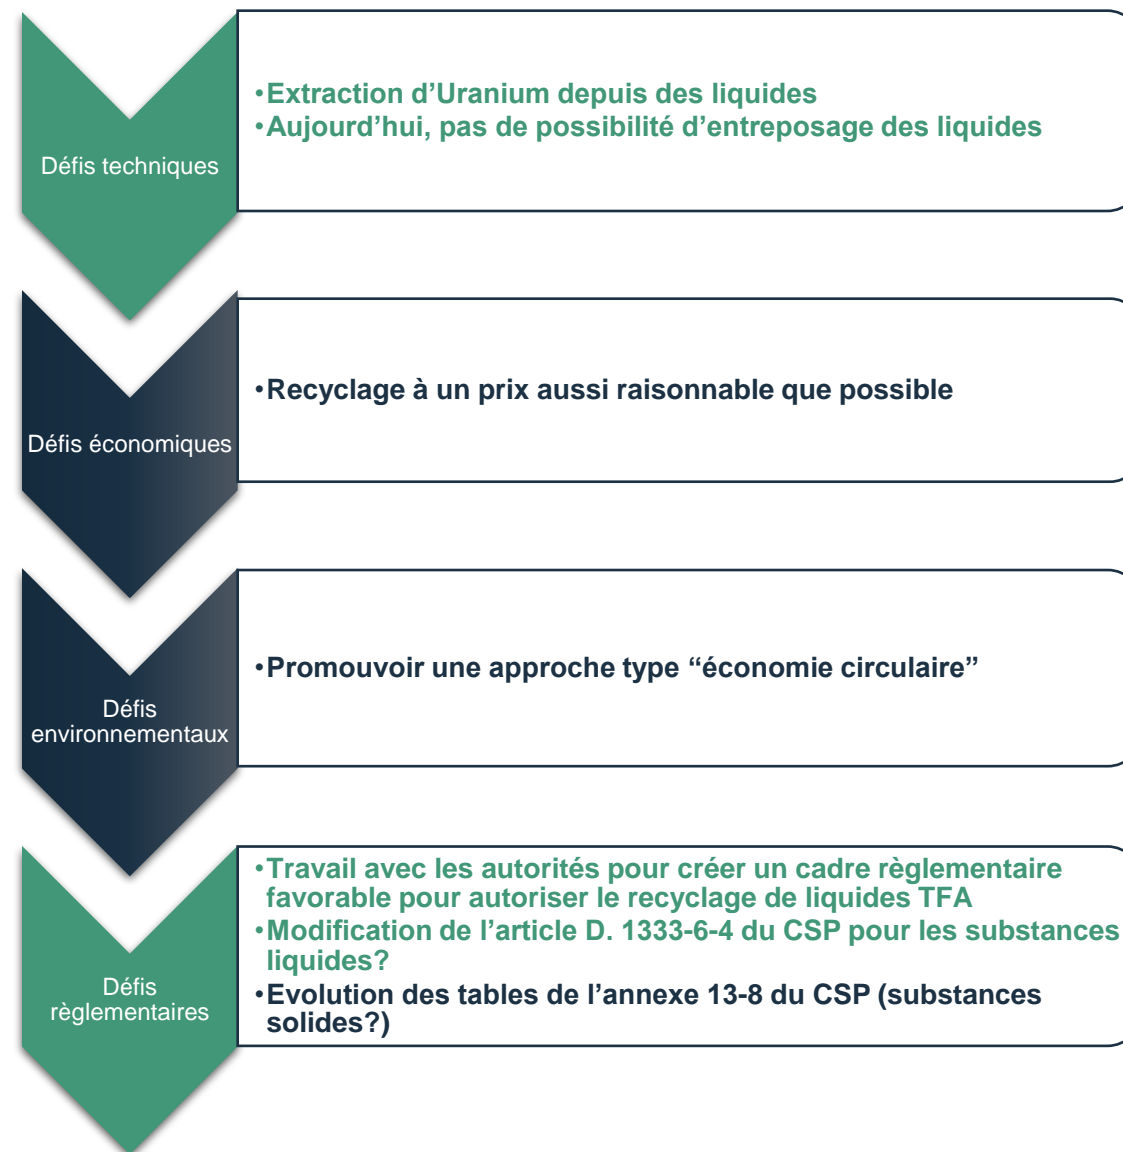 Défis techniques
•Extraction d’Uranium depuis des liquides
•Aujourd’hui, pas de possibilité d’entreposage des liquides
Défis économiques
•Recyclage à un prix aussi raisonnable que possible
Défis
environnementaux
•Promouvoir une approche type “économie circulaire”
Défis
règlementaires
•Travail avec les autorités pour créer un cadre règlementaire
favorable pour autoriser le recyclage de liquides TFA
•Modification de l’article D. 1333-6-4 du CSP pour les substances
liquides?
•Evolution des tables de l’annexe 13-8 du CSP (substances
solides?)